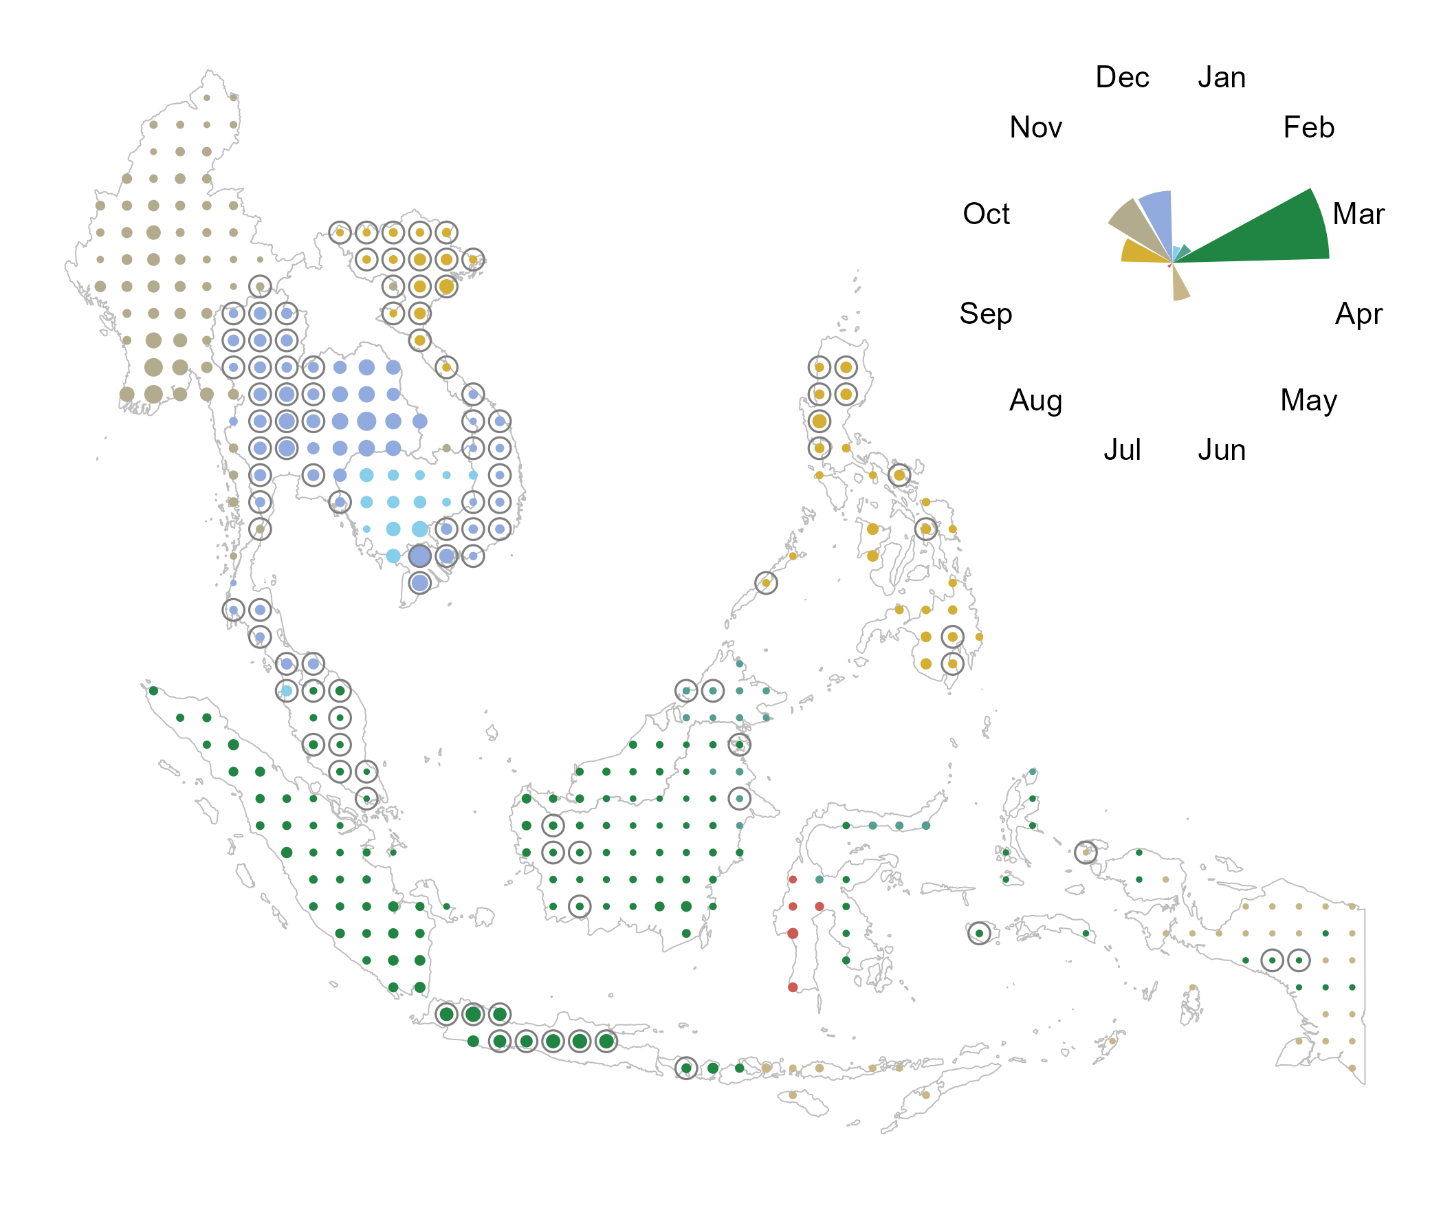 Dec Jan
Nov Feb
Oct Mar
Sep Apr
Aug May
Jul Jun